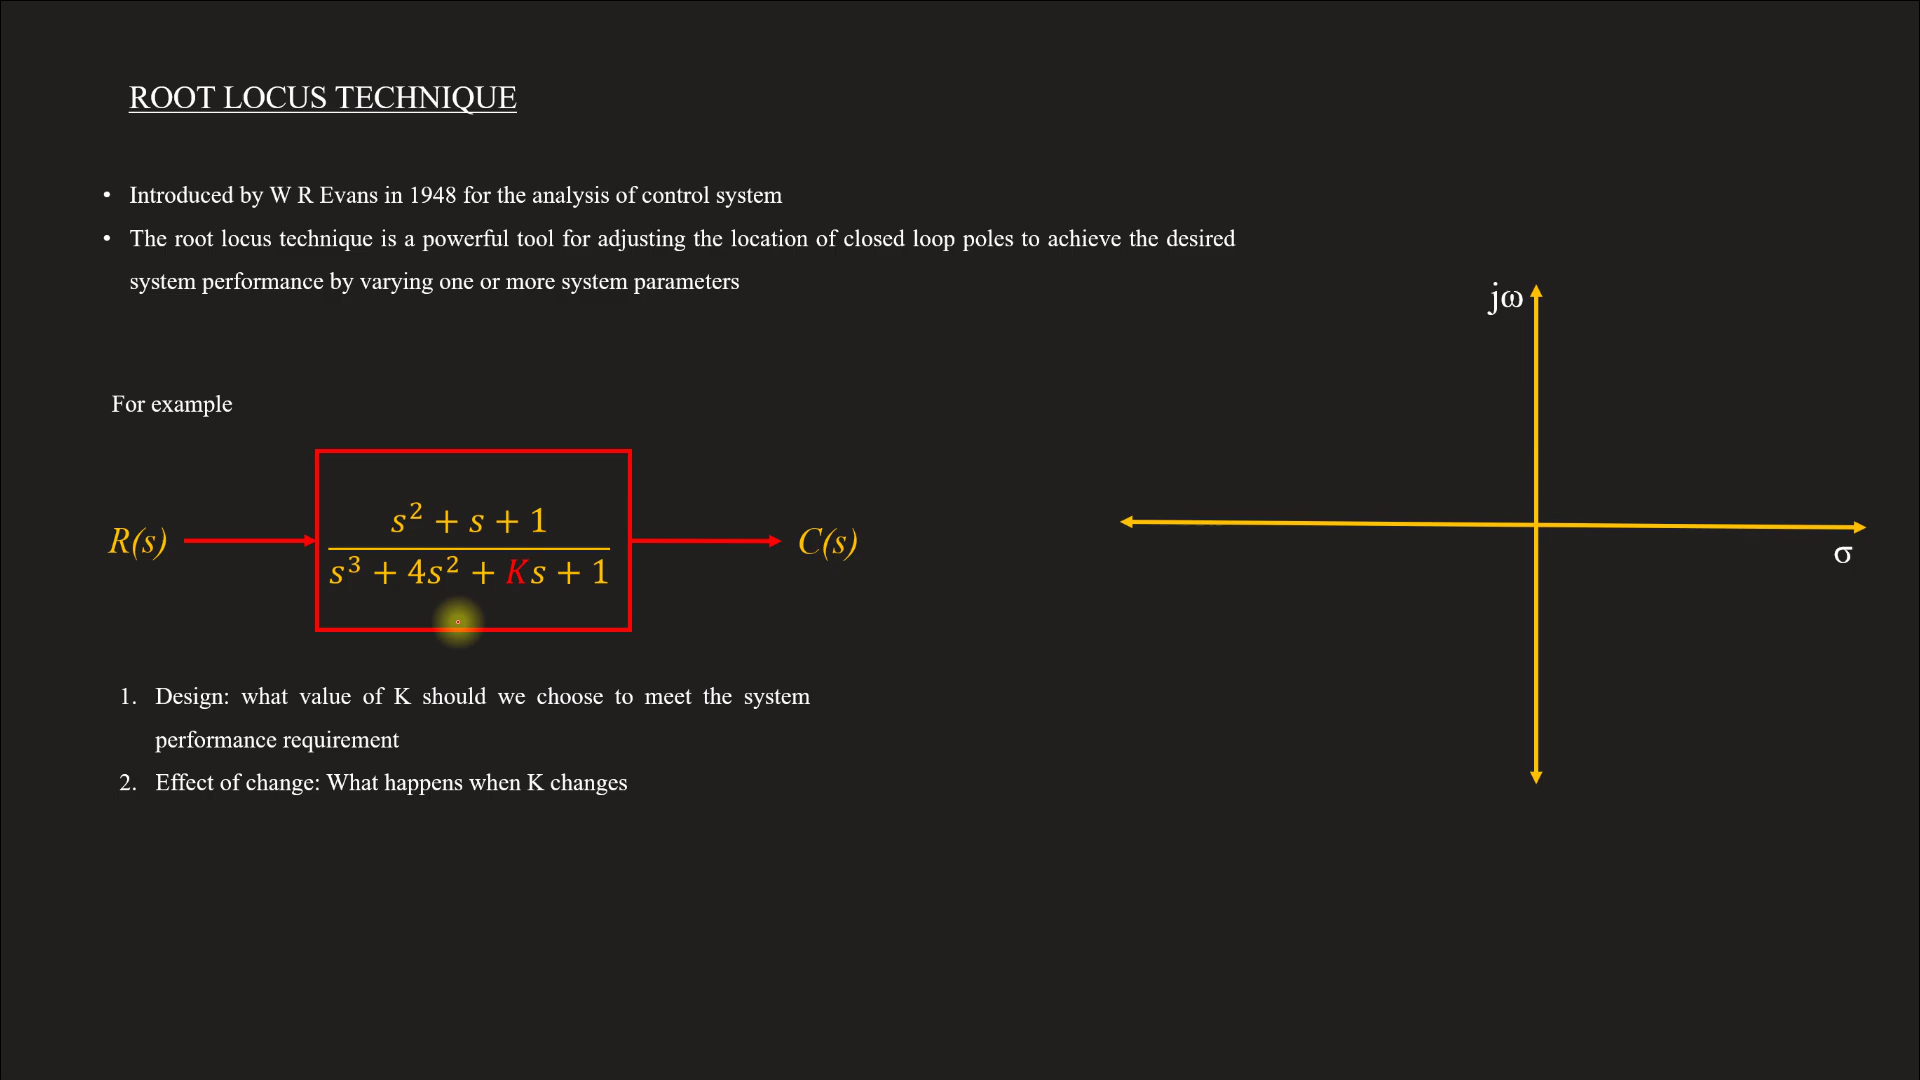 ROOT LOCUS TECHNIQUE
• Introduced by W R Evans in 1948 for the analysis of control system
• The root locus technique is a powerful tool for adjusting the location of closed loop poles to achieve the desired
system performance by varying one or more system parameters
jω
For example
s² + s + 1
R(s)
C(s)
s³ + 4s² + Ks + 1
σ
1. Design: what value of K should we choose to meet the system
performance requirement
2. Effect of change: What happens when K changes